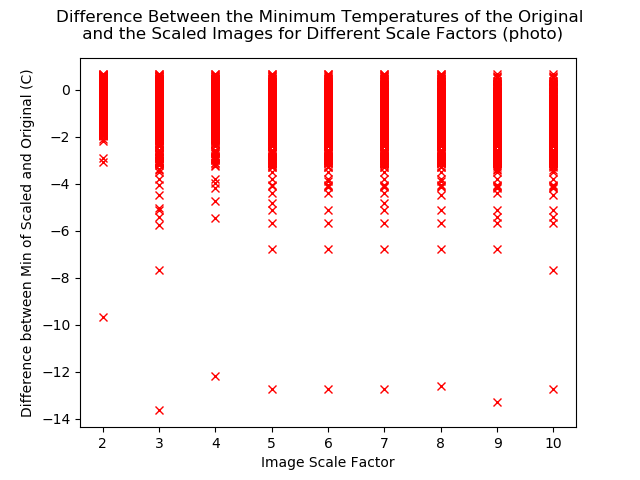 Difference Between the Minimum Temperatures of the Original
and the Scaled Images for Different Scale Factors (photo)
Difference between Min of Scaled and Original (C)
0
−2
−4
−6
−8
−10
−12
−14
2 3 4 5 6 7 8 9 10
Image Scale Factor